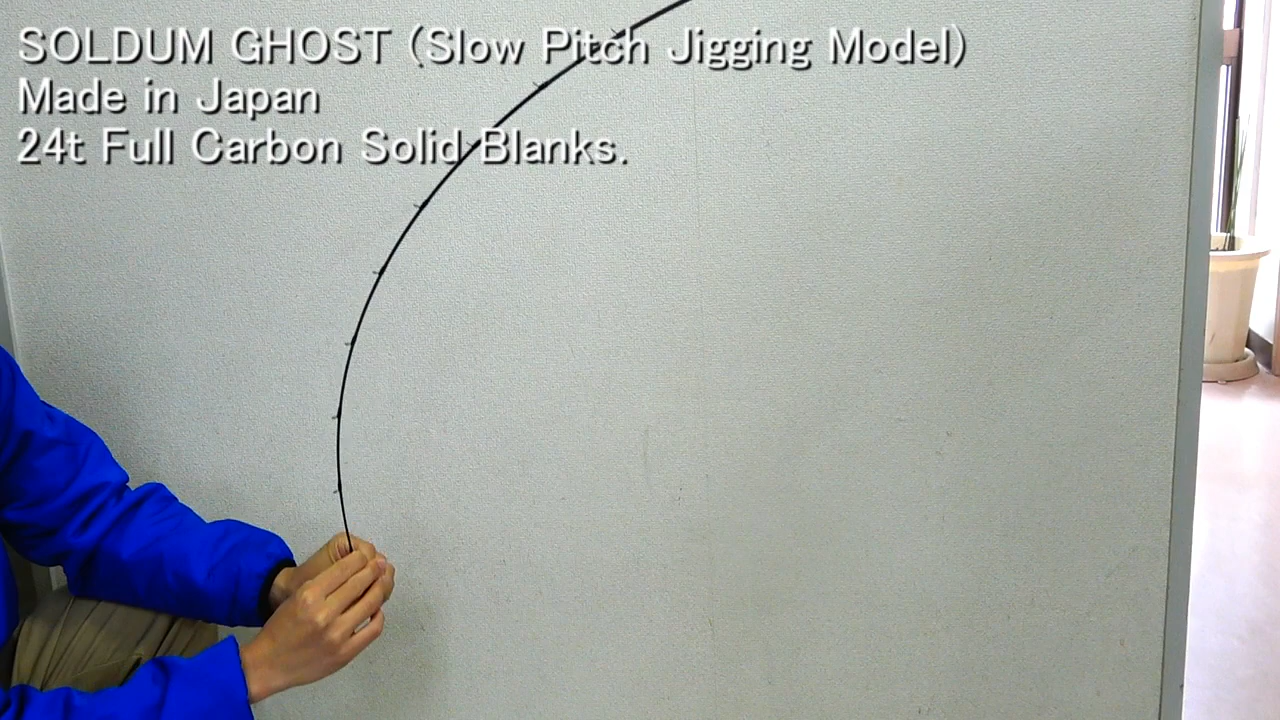 SOLDUM GHOST (Slow Pitch Jigging Model)
Made in Japan
24t Full Carbon Solid Blanks.